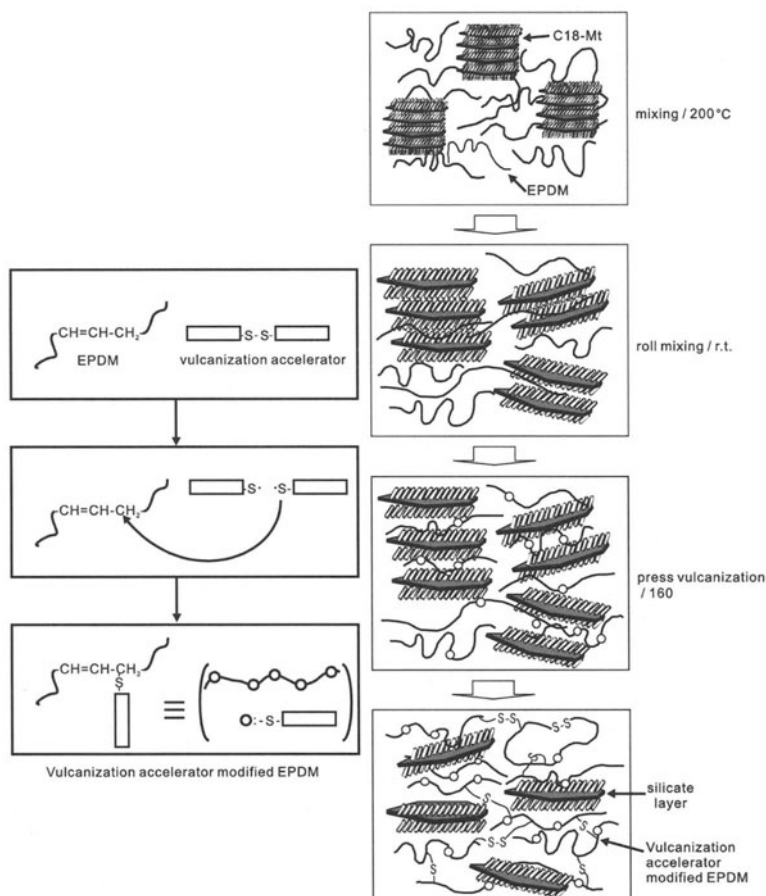 C18-Mt
EPDM
mixing / 200°C
roll mixing / r.t.
press vulcanization
/ 160
silicate
layer
Vulcanization
accelerator
modified EPDM
S-S
S-S
S
S
S-S
S
S
CH=CH-CH₂
EPDM
-S-S-
vulcanization accelerator
CH=CH-CH₂
-S· ·S-
CH=CH-CH₂
S
≡
O:-S-
Vulcanization accelerator modified EPDM